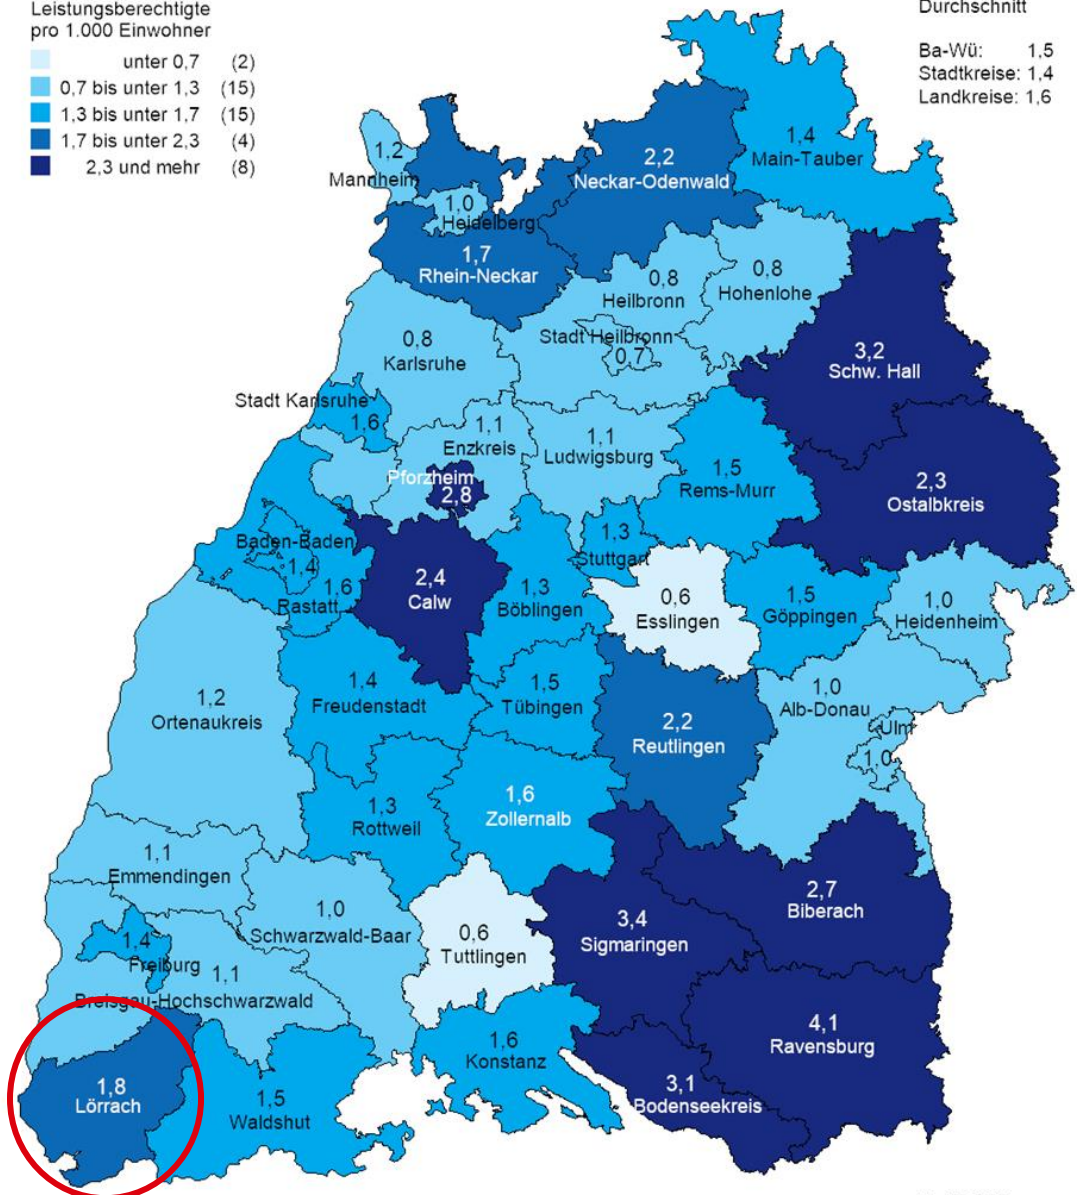 Leistungsberechtigte
pro 1.000 Einwohner
unter 0,7 (2)
0,7 bis unter 1,3 (15)
1,3 bis unter 1,7 (15)
1,7 bis unter 2,3 (4)
2,3 und mehr (8)
Durchschnitt
Ba-Wü: 1,5
Stadtkreise: 1,4
Landkreise: 1,6
1,4
Main-Tauber
1,2
Mannheim
2,2
Neckar-Odenwald
1,0
Heidelberg
1,7
Rhein-Neckar
0,8
Heilbronn
0,8
Hohenlohe
Stadt Heilbronn
0,7
0,8
Karlsruhe
3,2
Schw. Hall
Stadt Karlsruhe
1,6
1,1
Enzkreis
1,1
Ludwigsburg
Pforzheim
2,8
1,5
Rems-Murr
2,3
Ostalbkreis
Baden-Baden
1,4
1,6
Rastatt
2,4
Calw
1,3
Böblingen
1,3
Stuttgart
0,6
Esslingen
1,5
Göppingen
1,0
Heidenheim
1,2
Ortenaukreis
1,4
Freudenstadt
1,5
Tübingen
2,2
Reutlingen
1,0
Alb-Donau
Ulm
1,0
1,3
Rottweil
1,6
Zollernalb
1,1
Emmendingen
1,0
Schwarzwald-Baar
0,6
Tuttlingen
3,4
Sigmaringen
2,7
Biberach
1,4
Freiburg
1,1
Breisgau-Hochschwarzwald
1,6
Konstanz
4,1
Ravensburg
3,1
Bodenseekreis
1,8
Lörrach
1,5
Waldshut